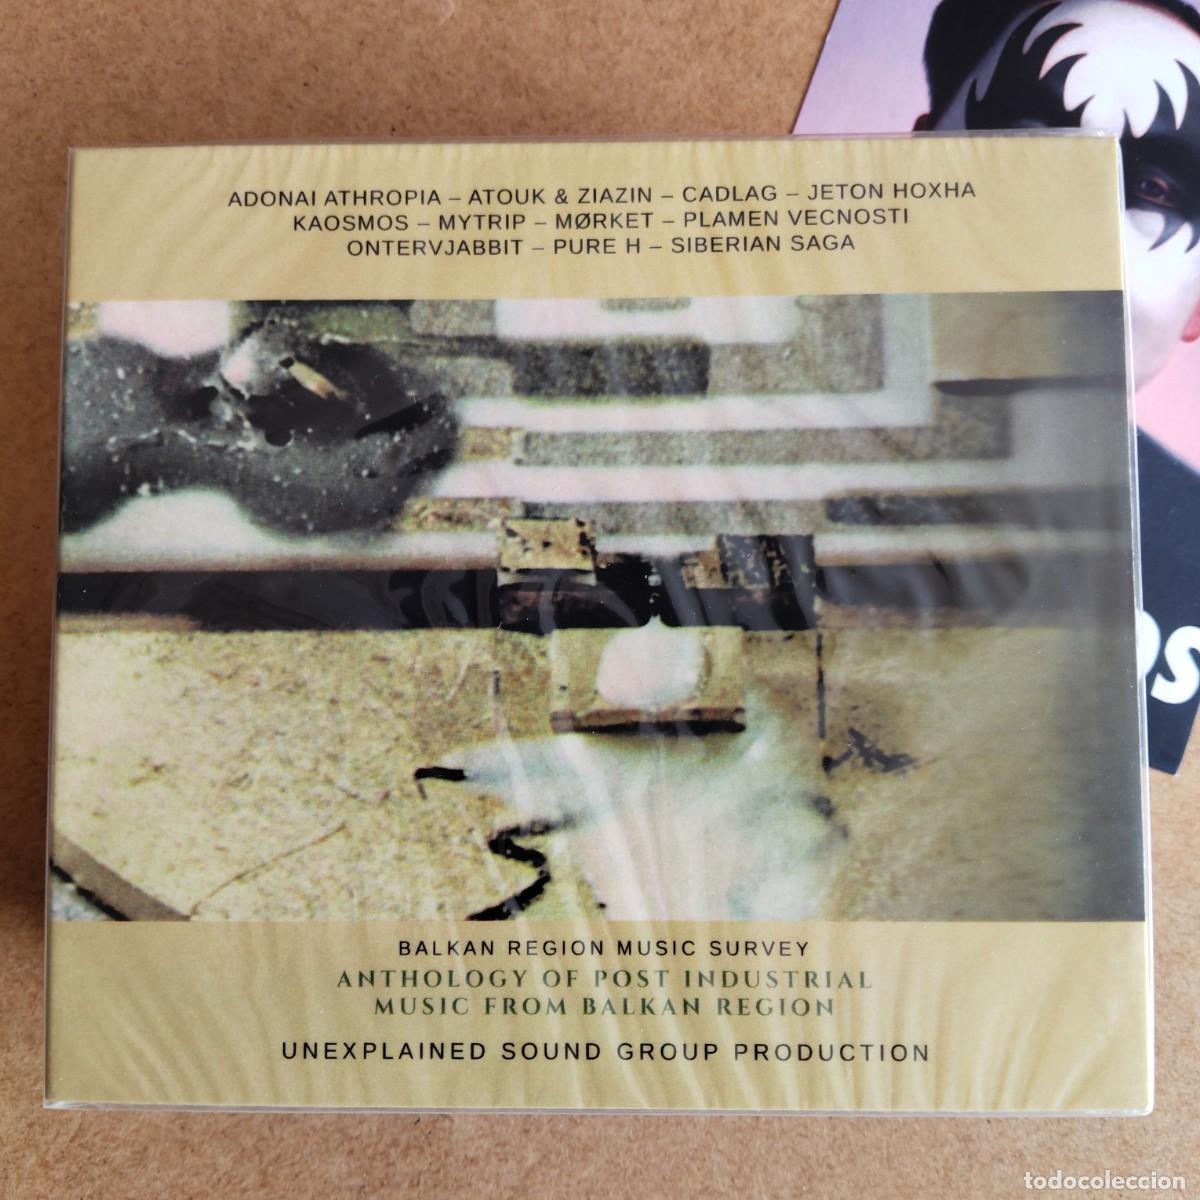 ADONAI ATHROPIA – ATOUK & ZIAZIN – CADLAG – JETON HOXHA
KAOSMOS – MYTRIP – MØRKET – PLAMEN VECNOSTI
ONTERVJABBIT – PURE H – SIBERIAN SAGA
BALKAN REGION MUSIC SURVEY
ANTHOLOGY OF POST INDUSTRIAL
MUSIC FROM BALKAN REGION
UNEXPLAINED SOUND GROUP PRODUCTION
todocoleccion